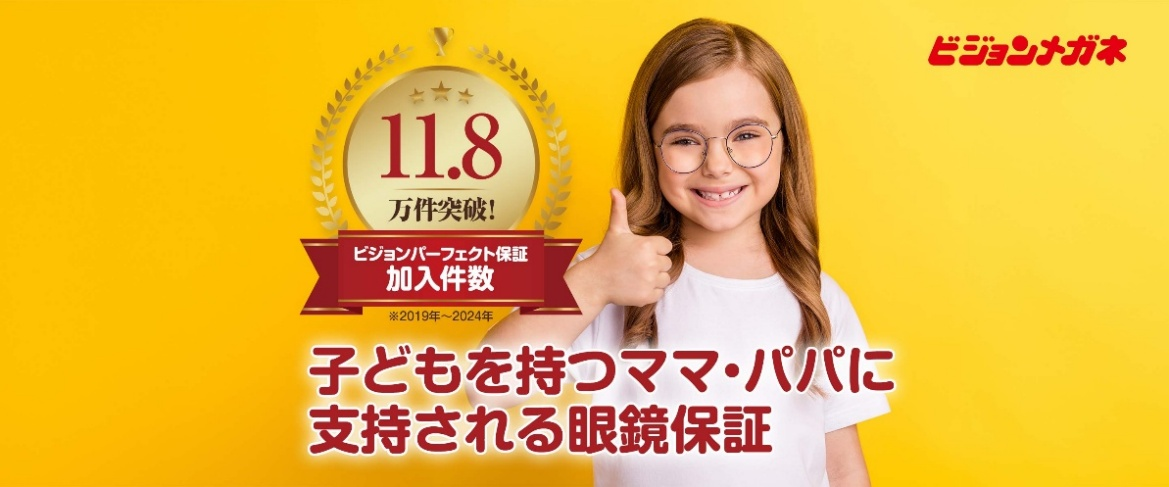 ビジョンメガネ
11.8
万件突破!
ビジョンパーフェクト保証
加入件数
※2019年~2024年
子どもを持つママ・パパに
支持される眼鏡保証